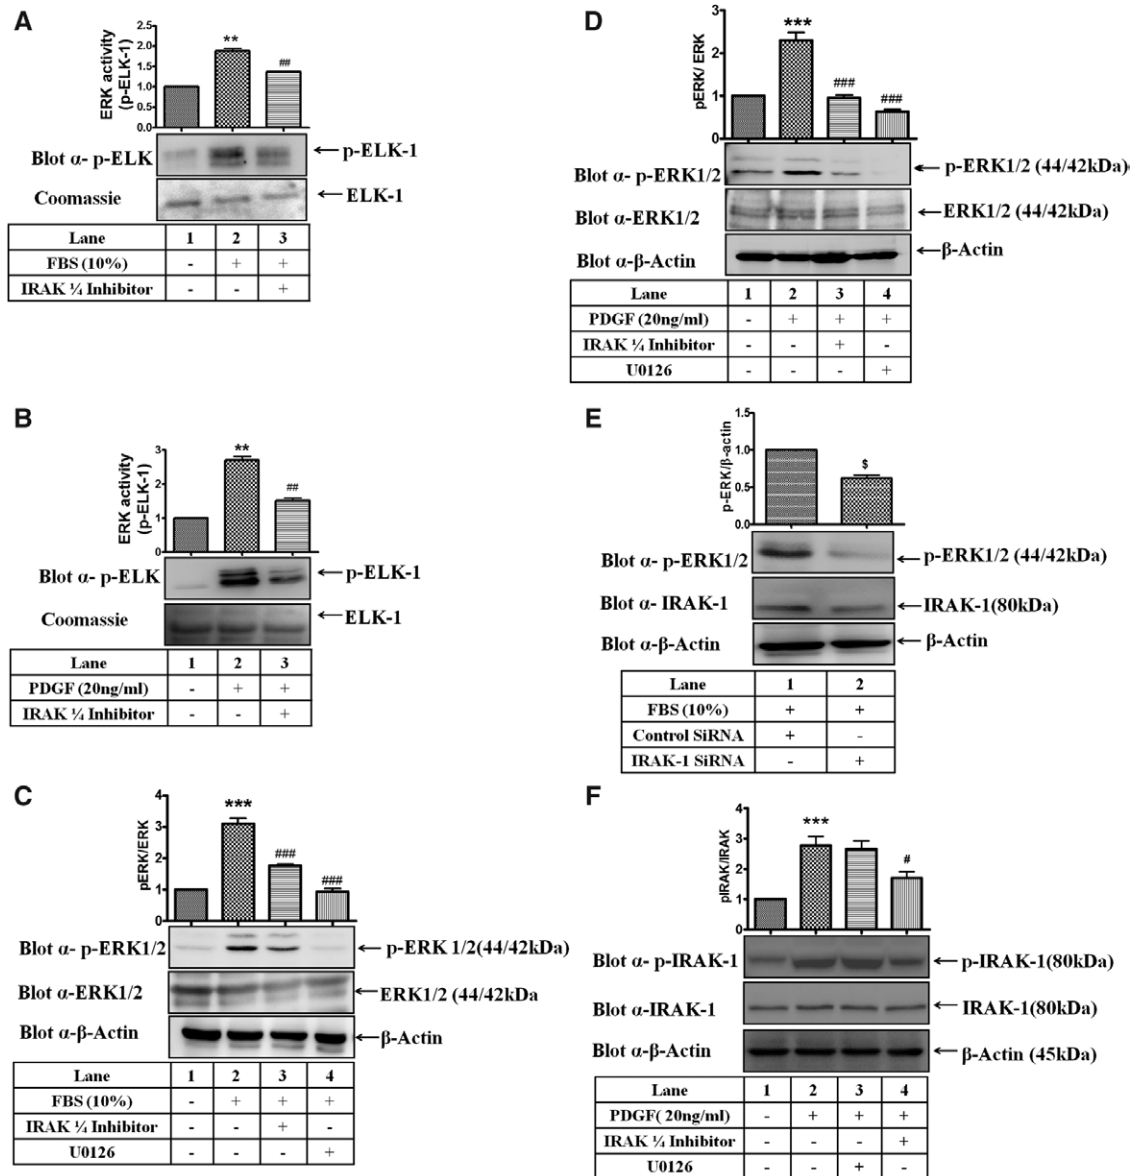 A
ERK activity
(p-ELK-1)
2.5
2.0
1.5
1.0
0.5
0.0
**
##
Blot α- p-ELK
p-ELK-1
Coomassie
ELK-1
Lane 1 2 3
FBS (10%) - + +
IRAK ¼ Inhibitor - - +
B
ERK activity
(p-ELK-1)
3
2
1
0
**
##
Blot α- p-ELK
p-ELK-1
Coomassie
ELK-1
Lane 1 2 3
PDGF (20ng/ml) - + +
IRAK ¼ Inhibitor - - +
C
pERK/ERK
4
3
2
1
0
***
###
###
Blot α- p-ERK1/2
p-ERK 1/2(44/42kDa)
Blot α-ERK1/2
ERK1/2 (44/42kDa
Blot α-β-Actin
β-Actin
Lane 1 2 3 4
FBS (10%) - + + +
IRAK ¼ Inhibitor - - + -
U0126 - - - +
D
pERK/ ERK
3
2
1
0
***
###
###
Blot α- p-ERK1/2
p-ERK1/2 (44/42kDa)
Blot α-ERK1/2
ERK1/2 (44/42kDa)
Blot α-β-Actin
β-Actin
Lane 1 2 3 4
PDGF (20ng/ml) - + + +
IRAK ¼ Inhibitor - - + -
U0126 - - - +
E
p-ERK/β-actin
1.5
1.0
0.5
0.0
$
Blot α- p-ERK1/2
p-ERK1/2 (44/42kDa)
Blot α- IRAK-1
IRAK-1(80kDa)
Blot α-β-Actin
β-Actin
Lane 1 2
FBS (10%) + +
Control SiRNA + -
IRAK-1 SiRNA - +
F
pIRAK/IRAK
4
3
2
1
0
***
#
Blot α- p-IRAK-1
p-IRAK-1(80kDa)
Blot α-IRAK-1
IRAK-1(80kDa)
Blot α-β-Actin
β-Actin (45kDa)
Lane 1 2 3 4
PDGF( 20ng/ml) - + + +
IRAK ¼ Inhibitor - - - +
U0126 - - + -